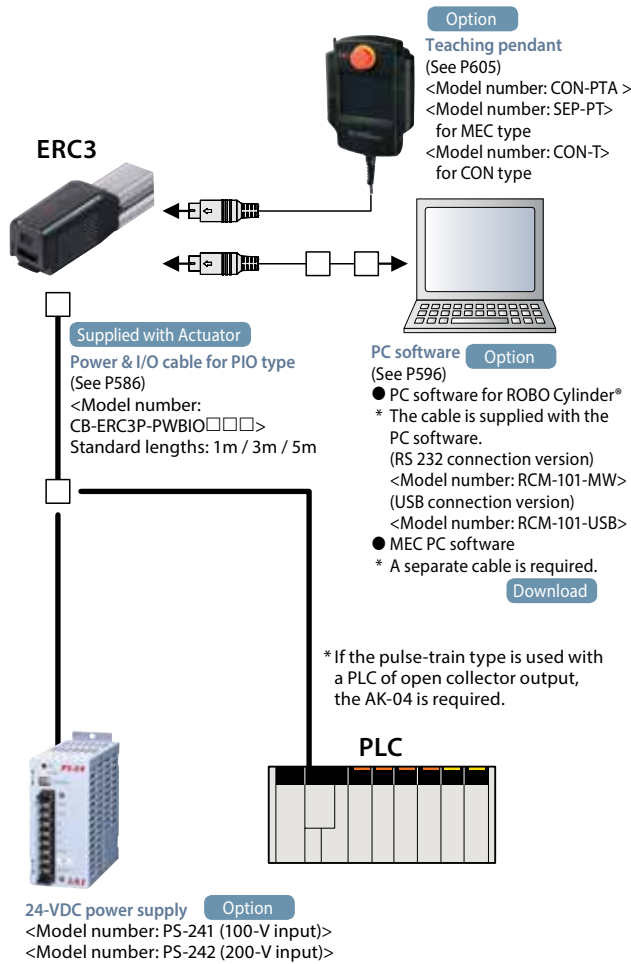 Option
Teaching pendant
(See P605)
<Model number: CON-PTA >
<Model number: SEP-PT>
for MEC type
<Model number: CON-T>
for CON type
ERC3
Supplied with Actuator
Power & I/O cable for PIO type
(See P586)
<Model number:
CB-ERC3P-PWBIO□□□>
Standard lengths: 1m / 3m / 5m
PC software Option
(See P596)
● PC software for ROBO Cylinder®
* The cable is supplied with the
PC software.
(RS 232 connection version)
<Model number: RCM-101-MW>
(USB connection version)
<Model number: RCM-101-USB>
● MEC PC software
* A separate cable is required.
Download
* If the pulse-train type is used with
a PLC of open collector output,
the AK-04 is required.
PLC
PS-24
24-VDC power supply Option
<Model number: PS-241 (100-V input)>
<Model number: PS-242 (200-V input)>